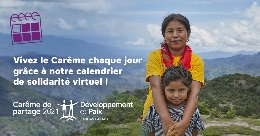 Vivez le Carême chaque jour
grâce à notre calendrier
de solidarité virtuel !
Carême de
partage 2021
Développement
et Paix